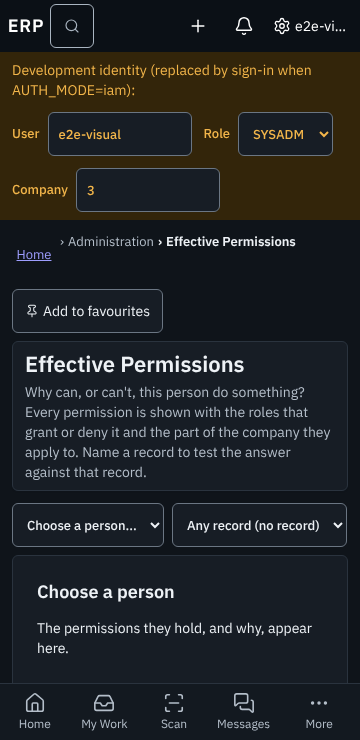 ERP
e2e-vi...
Development identity (replaced by sign-in when
AUTH_MODE=iam):
User e2e-visual Role SYSADM
Company 3
Home › Administration › Effective Permissions
Add to favourites
Effective Permissions
Why can, or can't, this person do something?
Every permission is shown with the roles that
grant or deny it and the part of the company they
apply to. Name a record to test the answer
against that record.
Choose a person... Any record (no record)
Choose a person
The permissions they hold, and why, appear
here.
Home My Work Scan Messages More